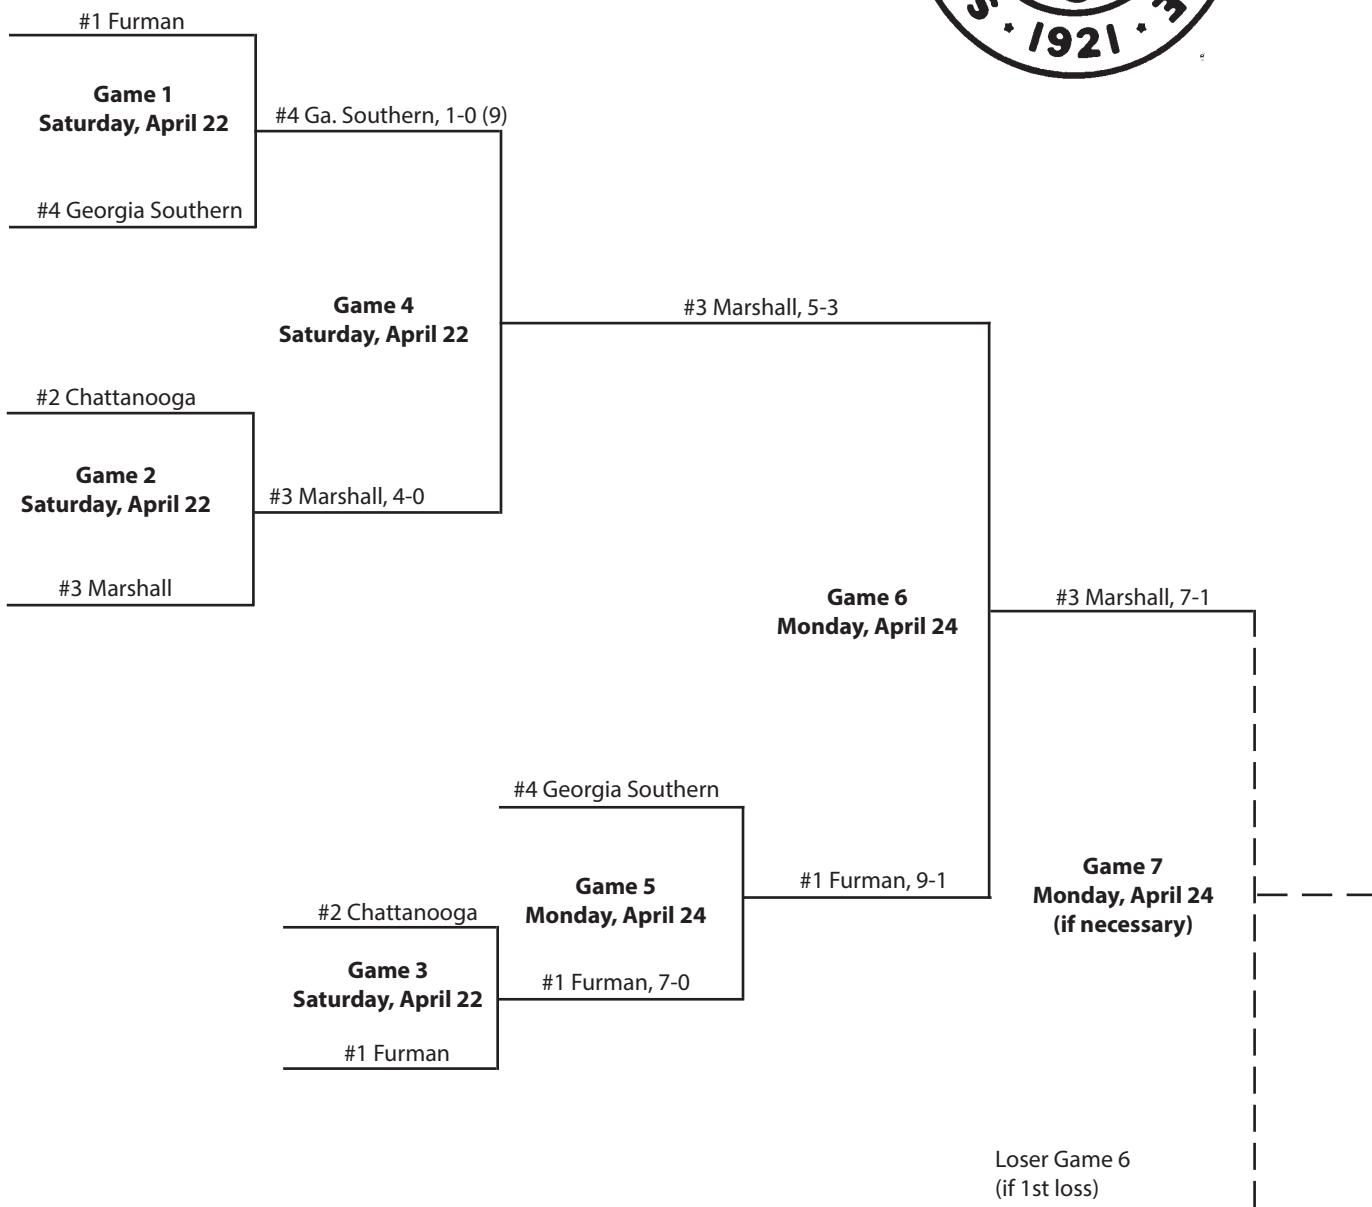 S · 1921 · E
#1 Furman
Game 1
Saturday, April 22
#4 Ga. Southern, 1-0 (9)
#4 Georgia Southern
Game 4
Saturday, April 22
#3 Marshall, 5-3
#2 Chattanooga
Game 2
Saturday, April 22
#3 Marshall, 4-0
#3 Marshall
Game 6
Monday, April 24
#3 Marshall, 7-1
#4 Georgia Southern
Game 5
Monday, April 24
#1 Furman, 9-1
Game 7
Monday, April 24
(if necessary)
#2 Chattanooga
Game 3
Saturday, April 22
#1 Furman, 7-0
#1 Furman
Loser Game 6
(if 1st loss)